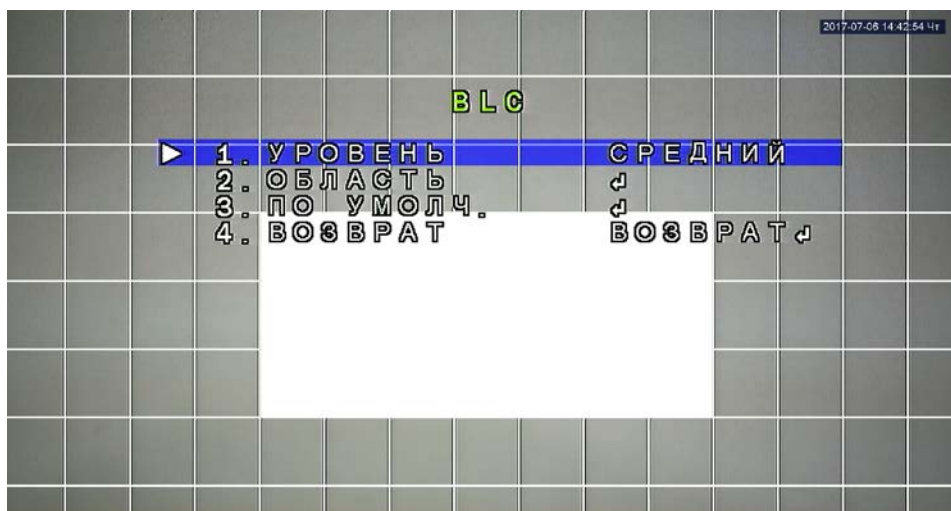 2017-07-06 14:42:54 Чт
BLC
1. УРОВЕНЬ СРЕДНИЙ
2. ОБЛАСТЬ ↲
3. ПО УМОЛЧ. ↲
4. ВОЗВРАТ ВОЗВРАТ↲